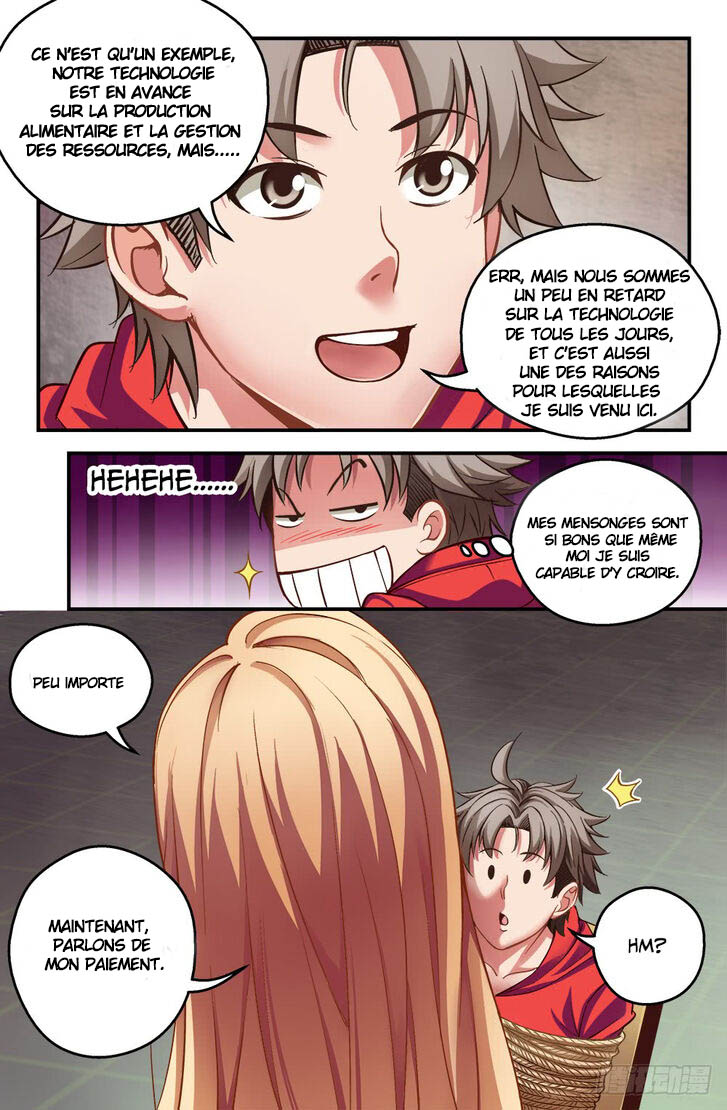 CE N'EST QU'UN EXEMPLE,
NOTRE TECHNOLOGIE
EST EN AVANCE
SUR LA PRODUCTION
ALIMENTAIRE ET LA GESTION
DES RESSOURCES, MAIS.....
ERR, MAIS NOUS SOMMES
UN PEU EN RETARD
SUR LA TECHNOLOGIE
DE TOUS LES JOURS,
ET C'EST AUSSI
UNE DES RAISONS
POUR LESQUELLES
JE SUIS VENU ICI.
HEHEHE......
MES MENSONGES SONT
SI BONS QUE MÊME
MOI JE SUIS
CAPABLE D'Y CROIRE.
PEU IMPORTE
MAINTENANT,
PARLONS DE
MON PAIEMENT.
HM?